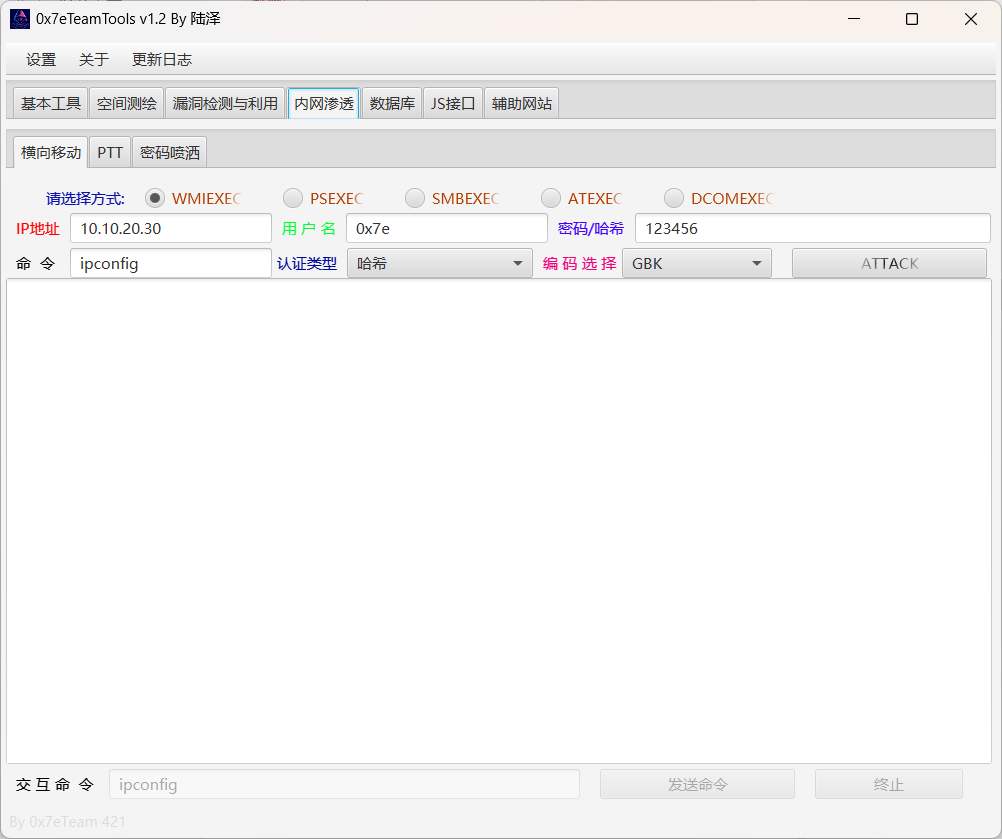 0x7eTeamTools v1.2 By 陆泽
设置 关于 更新日志
基本工具 空间测绘 漏洞检测与利用 内网渗透 数据库 JS接口 辅助网站
横向移动 PTT 密码喷洒
请选择方式: WMIEXEC PSEXEC SMBEXEC ATEXEC DCOMEXEC
IP地址 10.10.20.30 用 户 名 0x7e 密码/哈希 123456
命 令 ipconfig 认证类型 哈希 编 码 选 择 GBK ATTACK
交 互 命 令 ipconfig 发送命令 终止
By 0x7eTeam 421